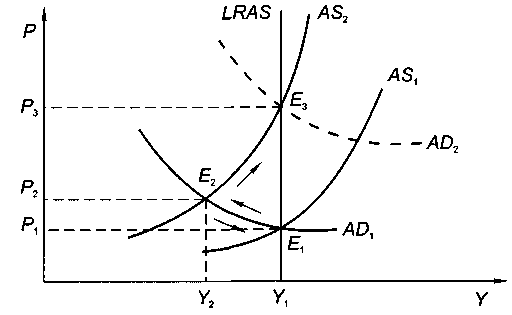 P
LRAS
AS₂
AS₁
P₃
E₃
AD₂
E₂
P₂
P₁
E₁
AD₁
Y₂
Y₁
Y